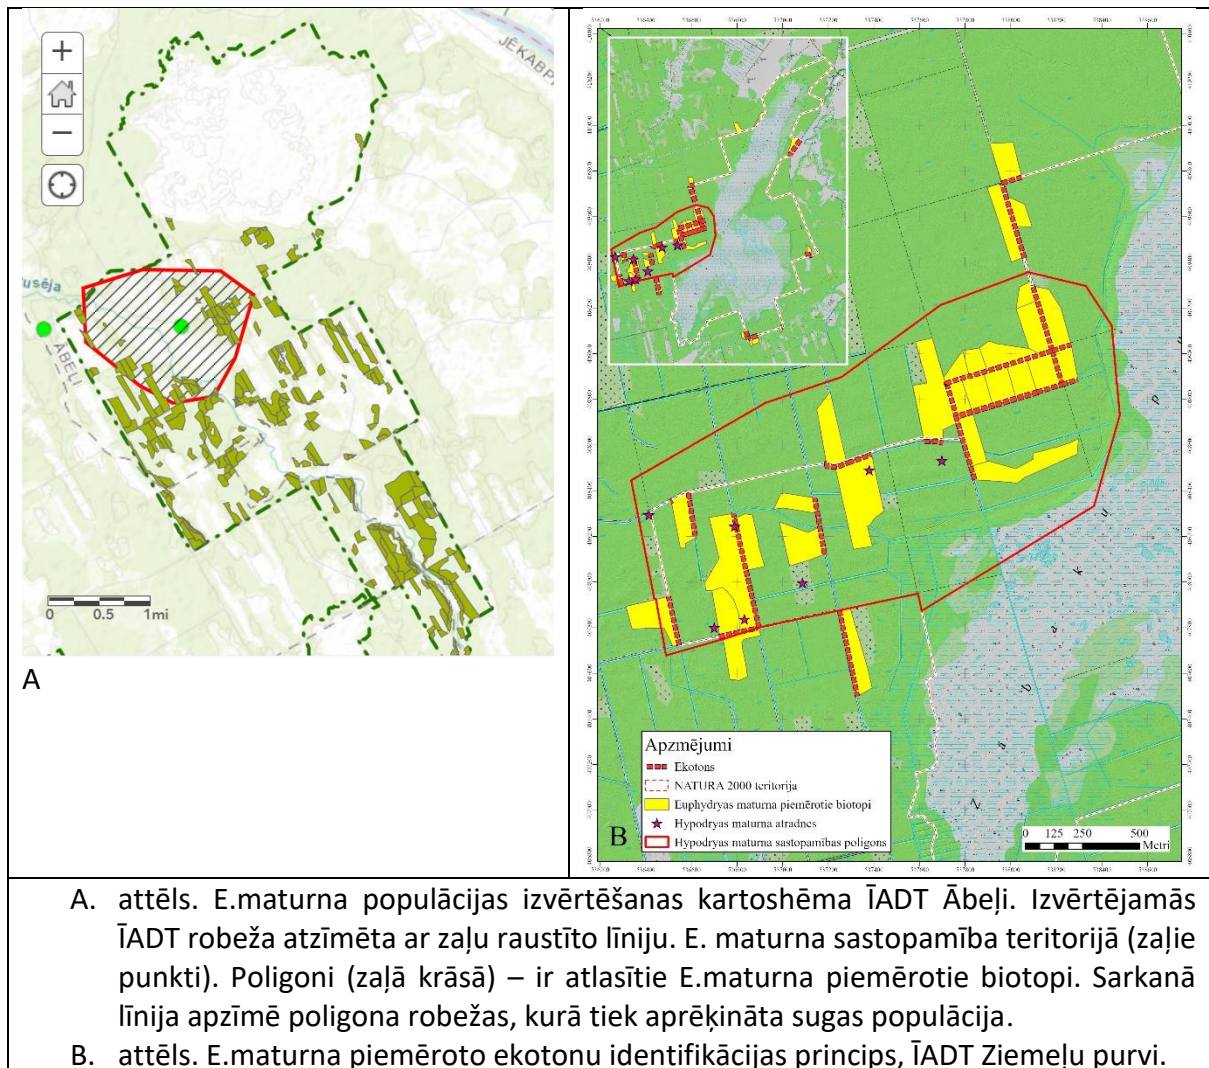 +
−
JĒKABPI
usēja
ĀBEĻI
0 0.5 1mi
A
Apzmējumi
Ekotons
NATURA 2000 teritorija
Euphydryas maturna piemērotie biotopi
Hypodryas maturna atradnes
Hypodryas maturna sastopamības poligons
B
0 125 250 500
Metri
Z ā b a k u p
A. attēls. E.maturna populācijas izvērtēšanas kartoshēma ĪADT Ābeļi. Izvērtējamās
ĪADT robeža atzīmēta ar zaļu raustīto līniju. E. maturna sastopamība teritorijā (zaļie
punkti). Poligoni (zaļā krāsā) – ir atlasītie E.maturna piemērotie biotopi. Sarkanā
līnija apzīmē poligona robežas, kurā tiek aprēķināta sugas populācija.
B. attēls. E.maturna piemēroto ekotonu identifikācijas princips, ĪADT Ziemeļu purvi.